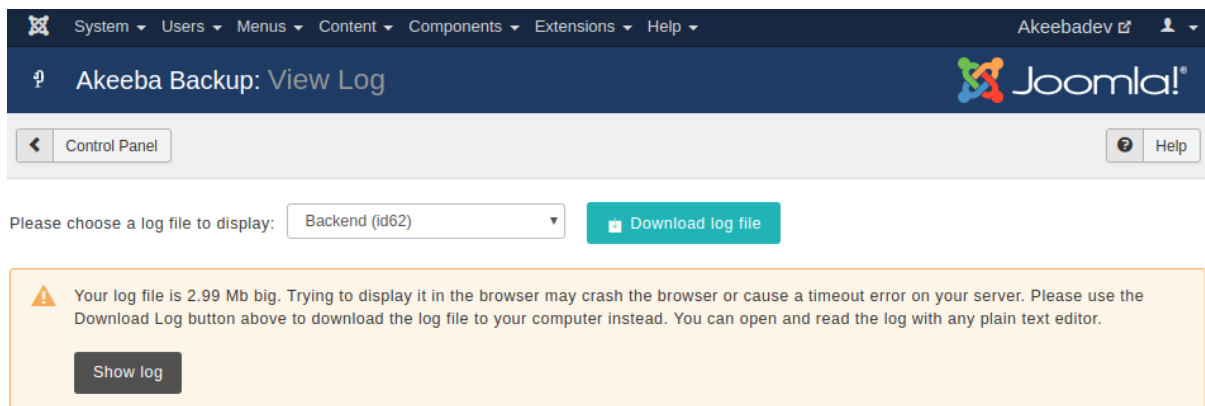 System Users Menus Content Components Extensions Help Akeebadev
Akeeba Backup: View Log Joomla!®
Control Panel Help
Please choose a log file to display: Backend (id62) Download log file
Your log file is 2.99 Mb big. Trying to display it in the browser may crash the browser or cause a timeout error on your server. Please use the
Download Log button above to download the log file to your computer instead. You can open and read the log with any plain text editor.
Show log